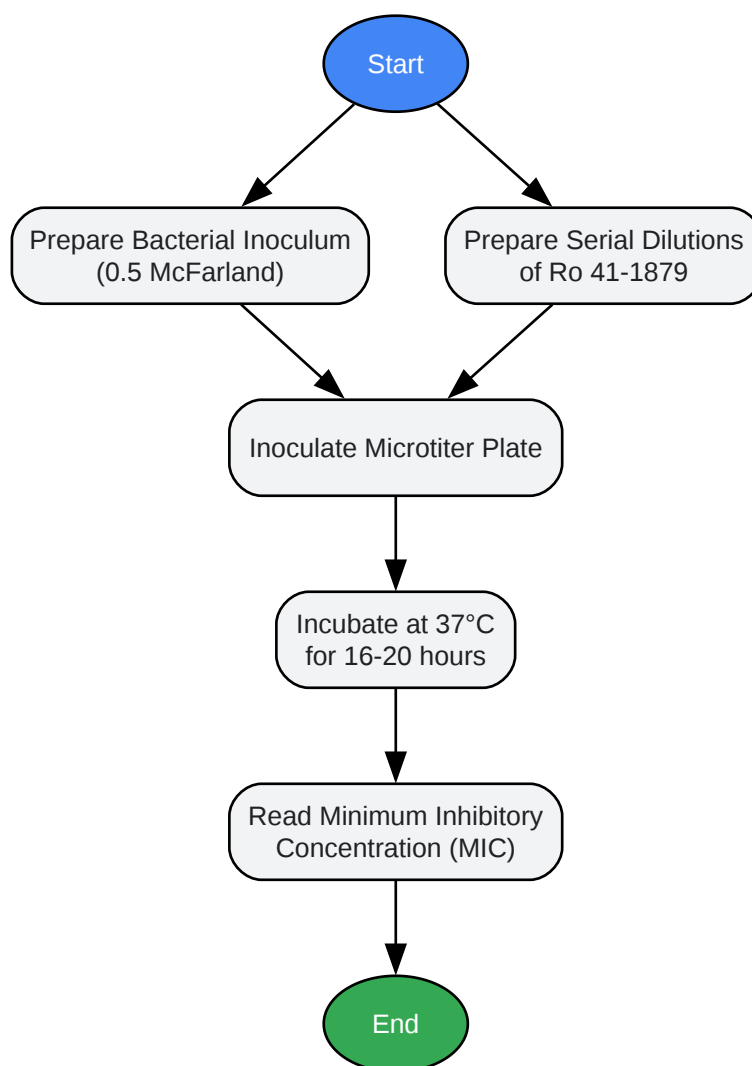 Start
Prepare Bacterial Inoculum
(0.5 McFarland)
Prepare Serial Dilutions
of Ro 41-1879
Inoculate Microtiter Plate
Incubate at 37°C
for 16-20 hours
Read Minimum Inhibitory
Concentration (MIC)
End